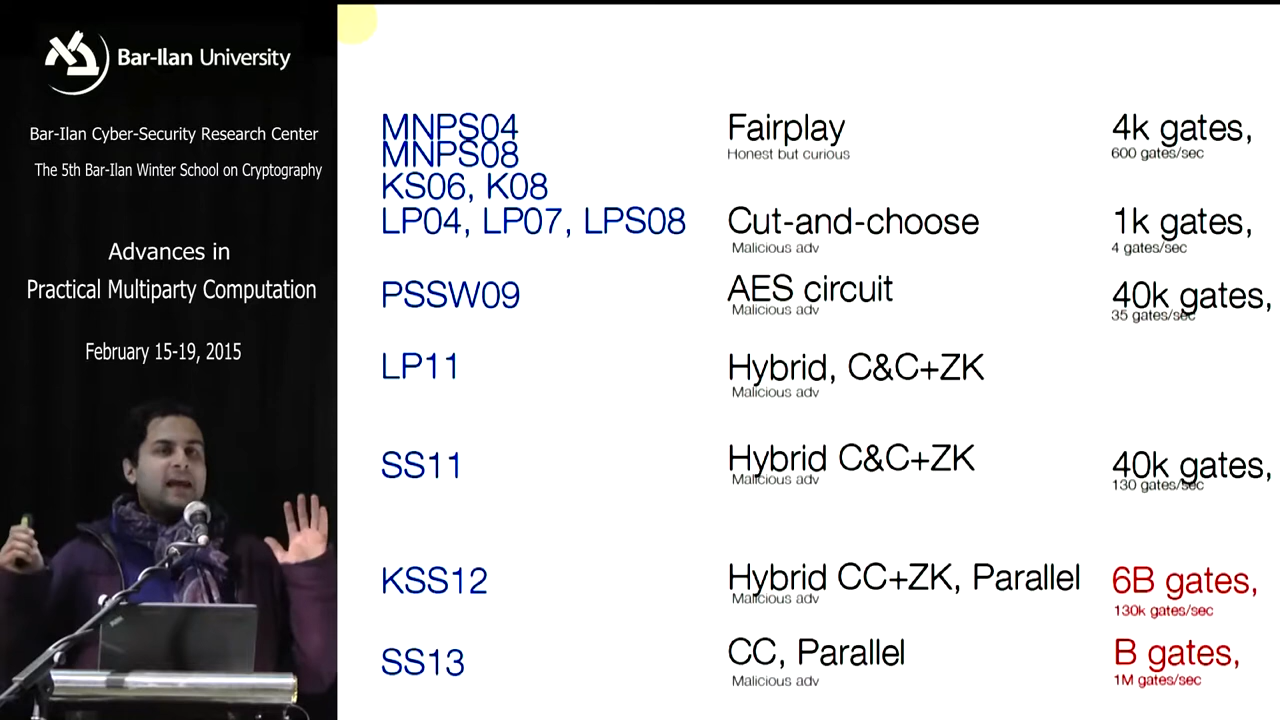 Bar-Ilan University
Bar-Ilan Cyber-Security Research Center
The 5th Bar-Ilan Winter School on Cryptography
Advances in
Practical Multiparty Computation
February 15-19, 2015
MNPS04 Fairplay 4k gates,
Honest but curious 600 gates/sec
MNPS08
KS06, K08
LP04, LP07, LPS08 Cut-and-choose 1k gates,
Malicious adv 4 gates/sec
PSSW09 AES circuit 40k gates,
Malicious adv 35 gates/sec
LP11 Hybrid, C&C+ZK
Malicious adv
SS11 Hybrid C&C+ZK 40k gates,
Malicious adv 130 gates/sec
KSS12 Hybrid CC+ZK, Parallel 6B gates,
Malicious adv 130k gates/sec
SS13 CC, Parallel B gates,
Malicious adv 1M gates/sec